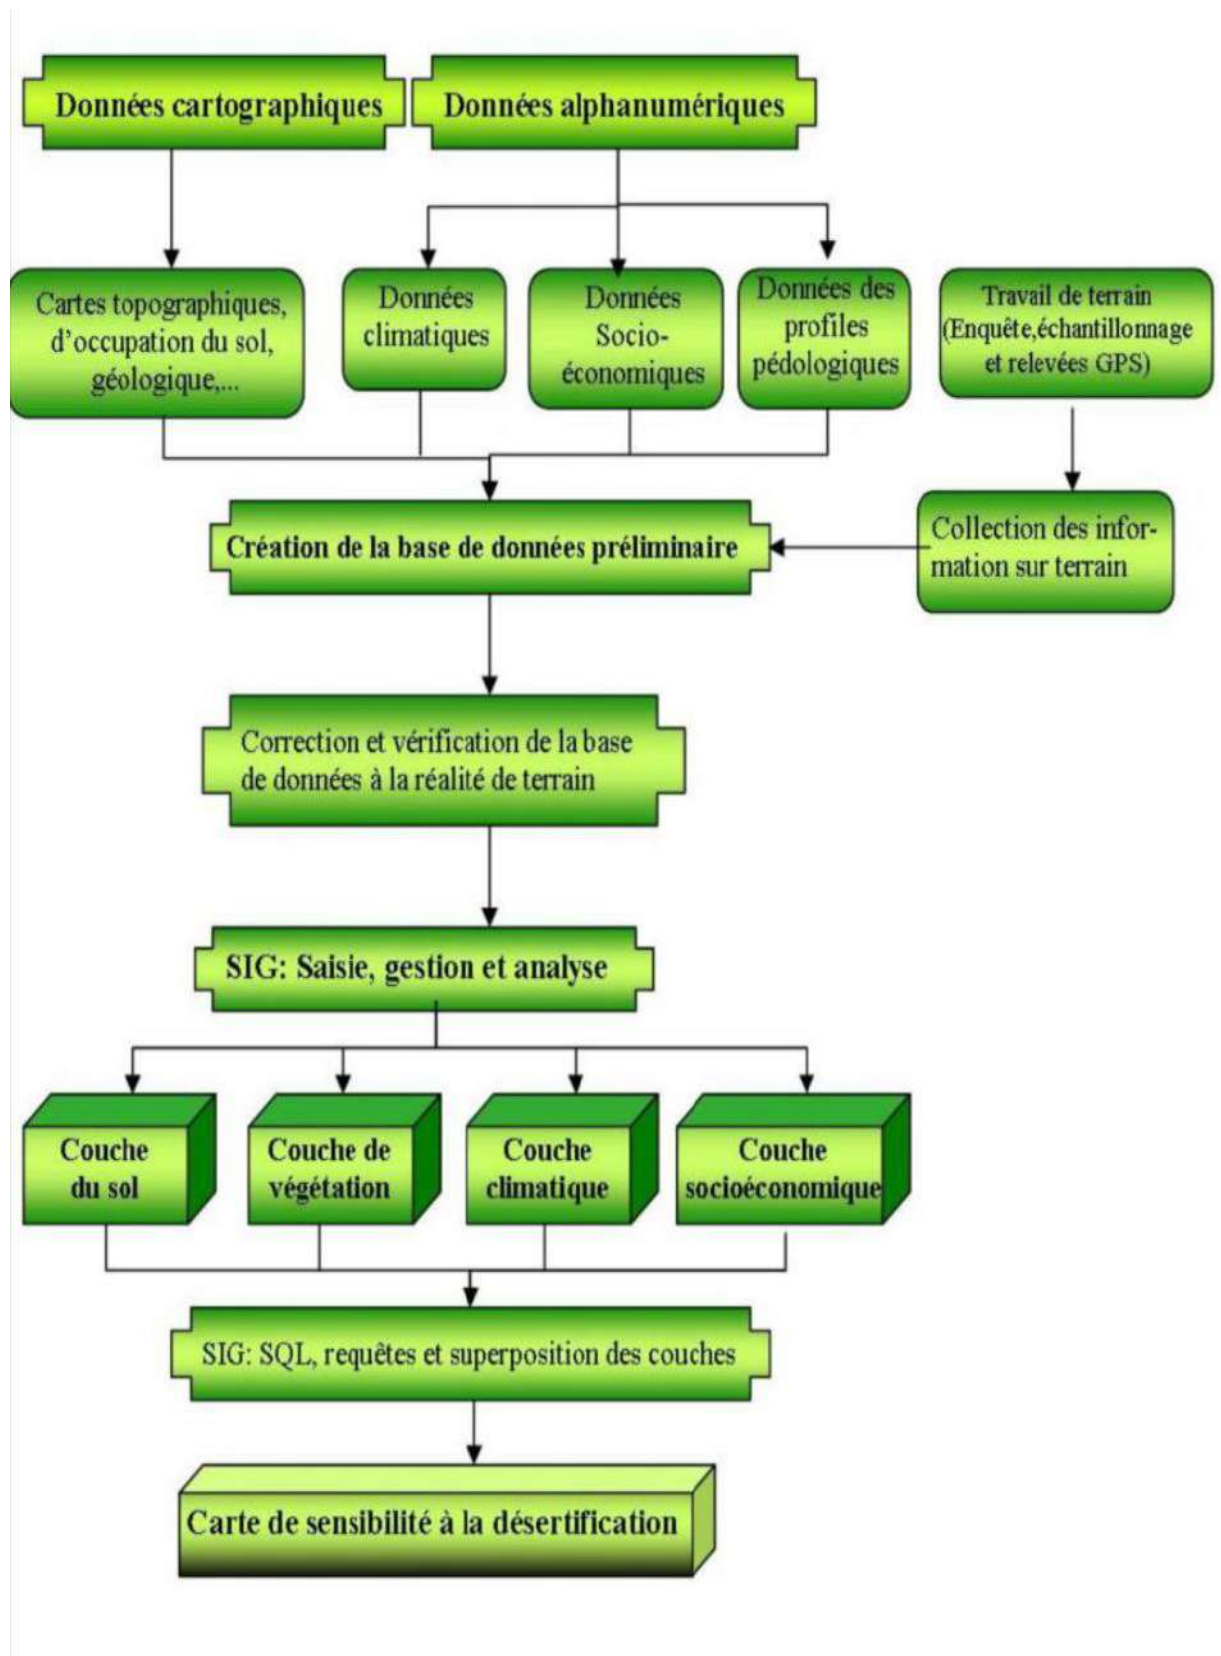 Données cartographiques
Données alphanumériques
Cartes topographiques,
d'occupation du sol,
géologique,...
Données
climatiques
Données
Socio-
économiques
Données des
profiles
pédologiques
Travail de terrain
(Enquête,échantillonnage
et relevées GPS)
Collection des infor-
mation sur terrain
Création de la base de données préliminaire
Correction et vérification de la base
de données à la réalité de terrain
SIG: Saisie, gestion et analyse
Couche
du sol
Couche de
végétation
Couche
climatique
Couche
socioéconomique
SIG: SQL, requêtes et superposition des couches
Carte de sensibilité à la désertification